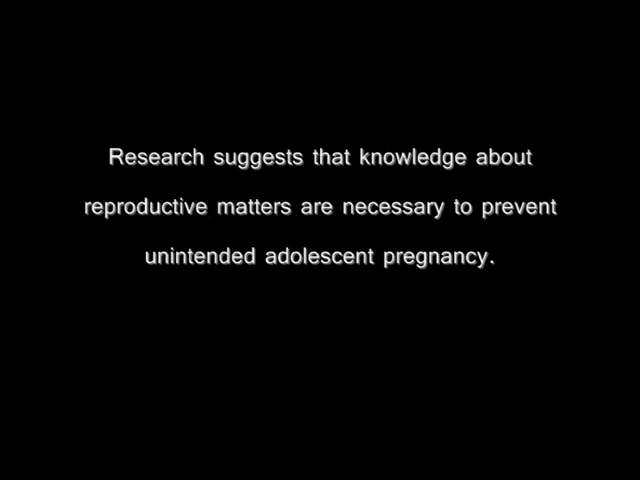 Research suggests that knowledge about
reproductive matters are necessary to prevent
unintended adolescent pregnancy.